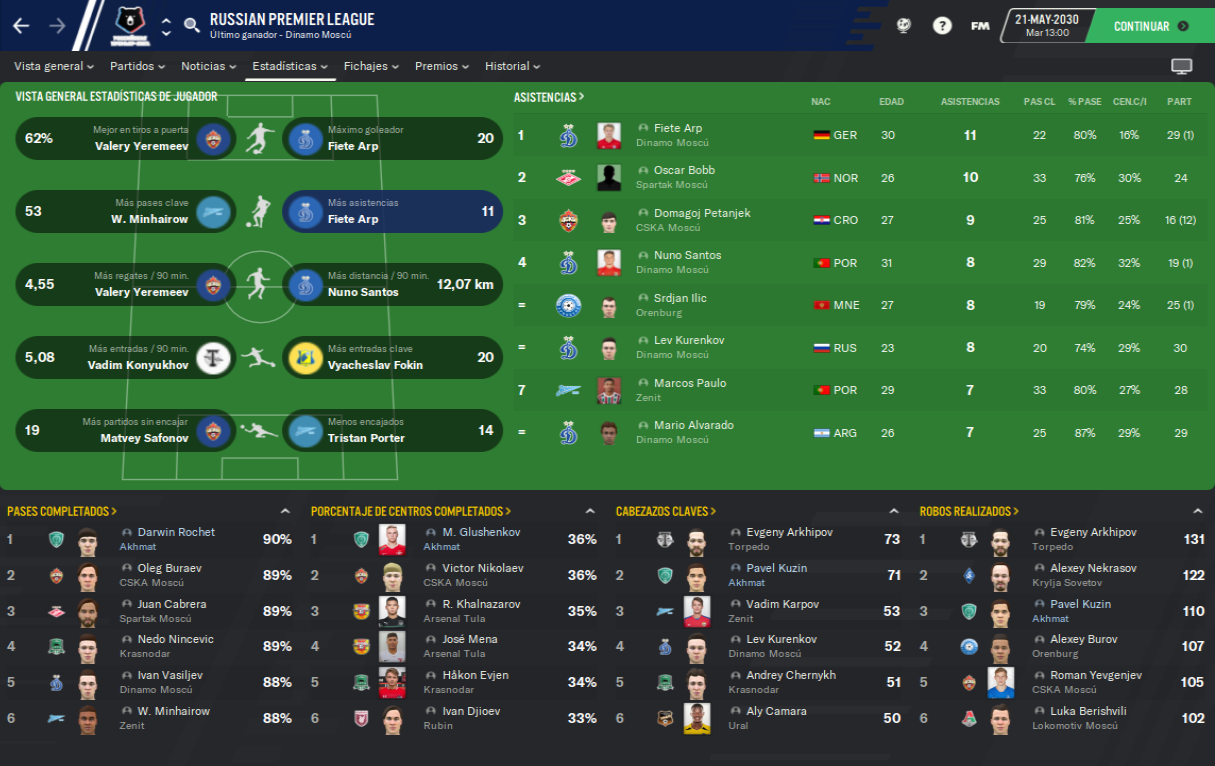 RUSSIAN PREMIER LEAGUE
Último ganador - Dinamo Moscú
?
FM
21-MAY-2030
Mar 13:00
CONTINUAR
Vista general
Partidos
Noticias
Estadísticas
Fichajes
Premios
Historial
VISTA GENERAL ESTADÍSTICAS DE JUGADOR
62% Mejor en tiros a puerta
Valery Yeremeev
Máximo goleador
Fiete Arp 20
53 Más pases clave
W. Minhairow
Más asistencias
Fiete Arp 11
4,55 Más regates / 90 min.
Valery Yeremeev
Más distancia / 90 min.
Nuno Santos 12,07 km
5,08 Más entradas / 90 min.
Vadim Konyukhov
Más entradas clave
Vyacheslav Fokin 20
19 Más partidos sin encajar
Matvey Safonov
Menos encajados
Tristan Porter 14
ASISTENCIAS NAC EDAD ASISTENCIAS PAS CL % PASE CEN.C/I PART
1 Fiete Arp GER 30 11 22 80% 16% 29 (1)
Dinamo Moscú
2 Oscar Bobb NOR 26 10 33 76% 30% 24
Spartak Moscú
3 Domagoj Petanjek CRO 27 9 25 81% 25% 16 (12)
CSKA Moscú
4 Nuno Santos POR 31 8 29 82% 32% 19 (1)
Dinamo Moscú
= Srdjan Ilic MNE 27 8 19 79% 24% 25 (1)
Orenburg
= Lev Kurenkov RUS 23 8 20 74% 29% 30
Dinamo Moscú
7 Marcos Paulo POR 29 7 33 80% 27% 28
Zenit
= Mario Alvarado ARG 26 7 25 87% 29% 29
Dinamo Moscú
PASES COMPLETADOS
1 Darwin Rochet 90%
Akhmat
2 Oleg Buraev 89%
CSKA Moscú
3 Juan Cabrera 89%
Spartak Moscú
4 Nedo Nincevic 89%
Krasnodar
5 Ivan Vasiljev 88%
Dinamo Moscú
6 W. Minhairow 88%
Zenit
PORCENTAJE DE CENTROS COMPLETADOS
1 M. Glushenkov 36%
Akhmat
2 Victor Nikolaev 36%
CSKA Moscú
3 R. Khalnazarov 35%
Arsenal Tula
4 José Mena 34%
Arsenal Tula
5 Håkon Evjen 34%
Krasnodar
6 Ivan Djioev 33%
Rubin
CABEZAZOS CLAVES
1 Evgeny Arkhipov 73
Torpedo
2 Pavel Kuzin 71
Akhmat
3 Vadim Karpov 53
Zenit
4 Lev Kurenkov 52
Dinamo Moscú
5 Andrey Chernykh 51
Krasnodar
6 Aly Camara 50
Ural
ROBOS REALIZADOS
1 Evgeny Arkhipov 131
Torpedo
2 Alexey Nekrasov 122
Krylja Sovetov
3 Pavel Kuzin 110
Akhmat
4 Alexey Burov 107
Orenburg
5 Roman Yevgenjev 105
CSKA Moscú
6 Luka Berishvili 102
Lokomotiv Moscú